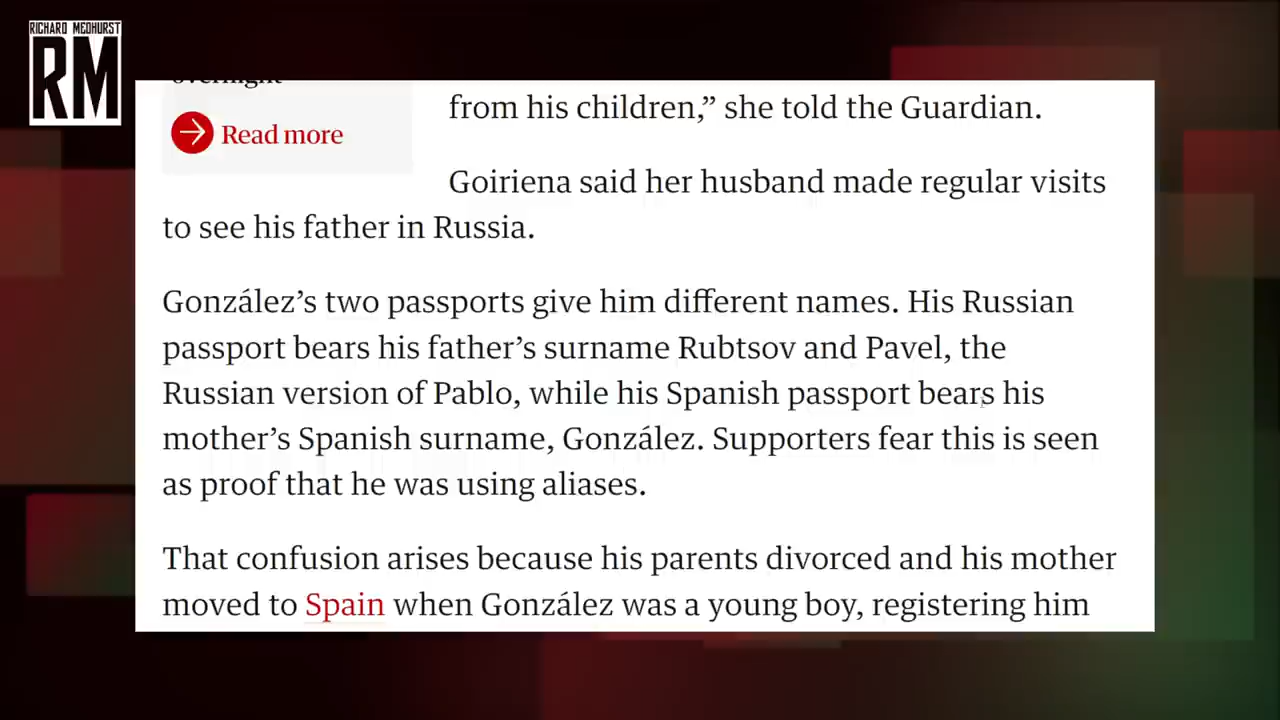 RICHARD MEDHURST
RM
overnight
Read more
from his children,” she told the Guardian.
Goiriena said her husband made regular visits
to see his father in Russia.
González’s two passports give him different names. His Russian
passport bears his father’s surname Rubtsov and Pavel, the
Russian version of Pablo, while his Spanish passport bears his
mother’s Spanish surname, González. Supporters fear this is seen
as proof that he was using aliases.
That confusion arises because his parents divorced and his mother
moved to Spain when González was a young boy, registering him